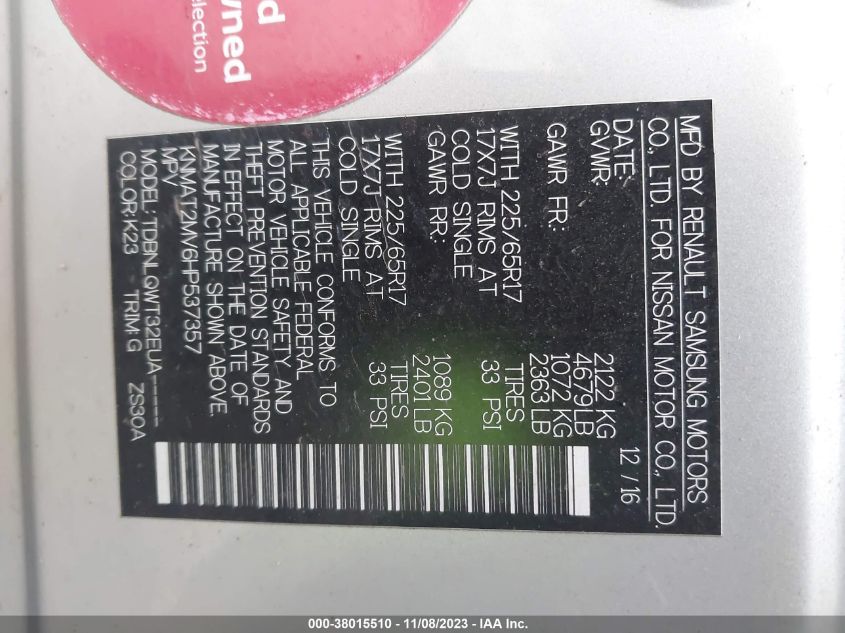 d
wned
election
MFD BY RENAULT SAMSUNG MOTORS
CO., LTD. FOR NISSAN MOTOR CO., LTD.
DATE: 12 / 16
GVWR: 2122 KG
4679LB
GAWR FR: 1072 KG
2363 LB
WITH 225/65R17 TIRES
17X7J RIMS AT 33 PSI
COLD SINGLE
GAWR RR: 1089 KG
2401 LB
WITH 225/65R17 TIRES
17X7J RIMS AT 33 PSI
COLD SINGLE
THIS VEHICLE CONFORMS TO
ALL APPLICABLE FEDERAL
MOTOR VEHICLE SAFETY, AND
THEFT PREVENTION STANDARDS
IN EFFECT ON THE DATE OF
MANUFACTURE SHOWN ABOVE.
KNMAT2MV6HP537357
MPV
MODEL: TDBNLQWT32EUA-----
COLOR:K23 TRIM:G ZS30A
000-38015510 - 11/08/2023 - IAA Inc.